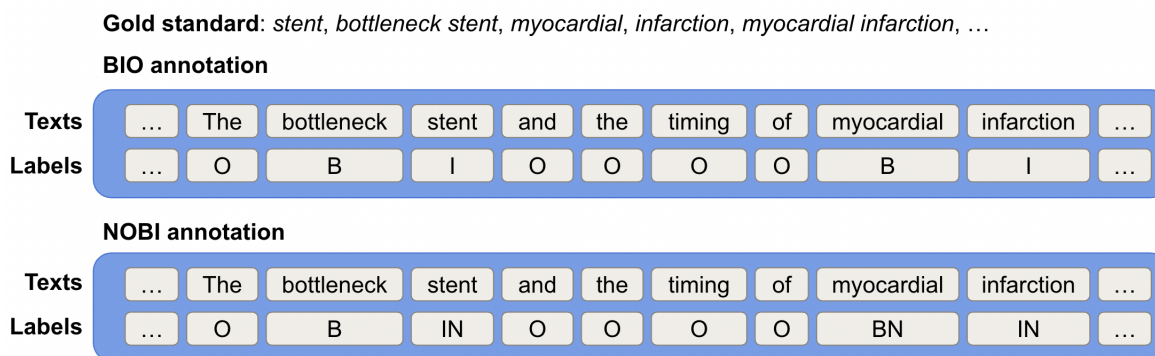 Gold standard: stent, bottleneck stent, myocardial, infarction, myocardial infarction, …
BIO annotation
Texts … The bottleneck stent and the timing of myocardial infarction …
Labels … O B I O O O O B I …
NOBI annotation
Texts … The bottleneck stent and the timing of myocardial infarction …
Labels … O B IN O O O O BN IN …